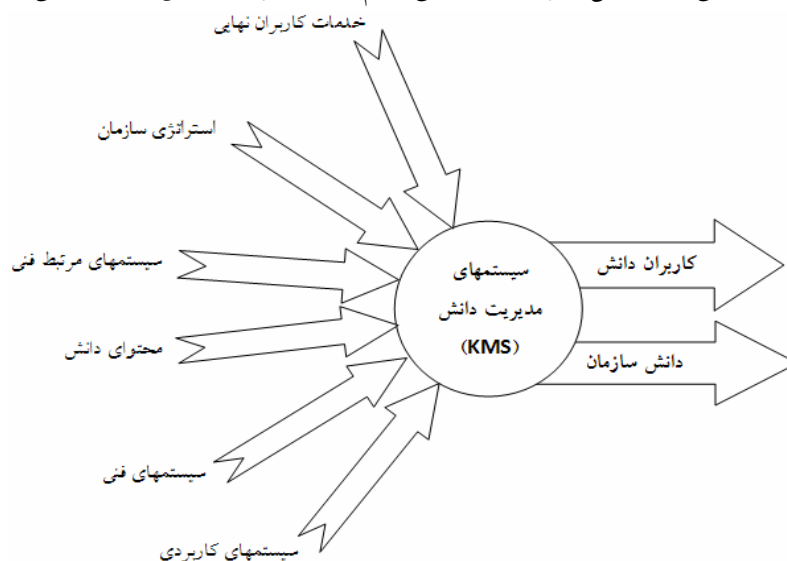 خدمات کاربران نهایی
استراتژی سازمان
سیستمهای مرتبط فنی
محتوای دانش
سیستمهای فنی
سیستمهای کاربردی
سیستمهای
مدیریت دانش
(KMS)
کاربران دانش
دانش سازمان